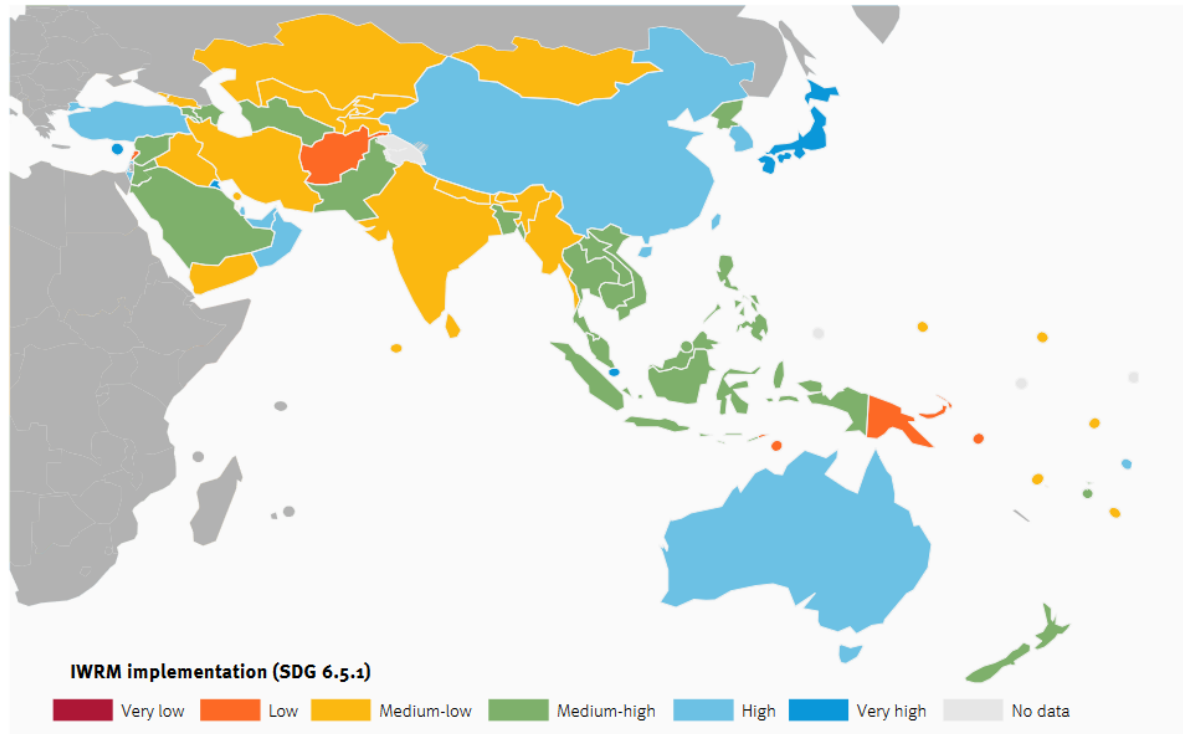 IWRM implementation (SDG 6.5.1)
Very low Low Medium-low Medium-high High Very high No data